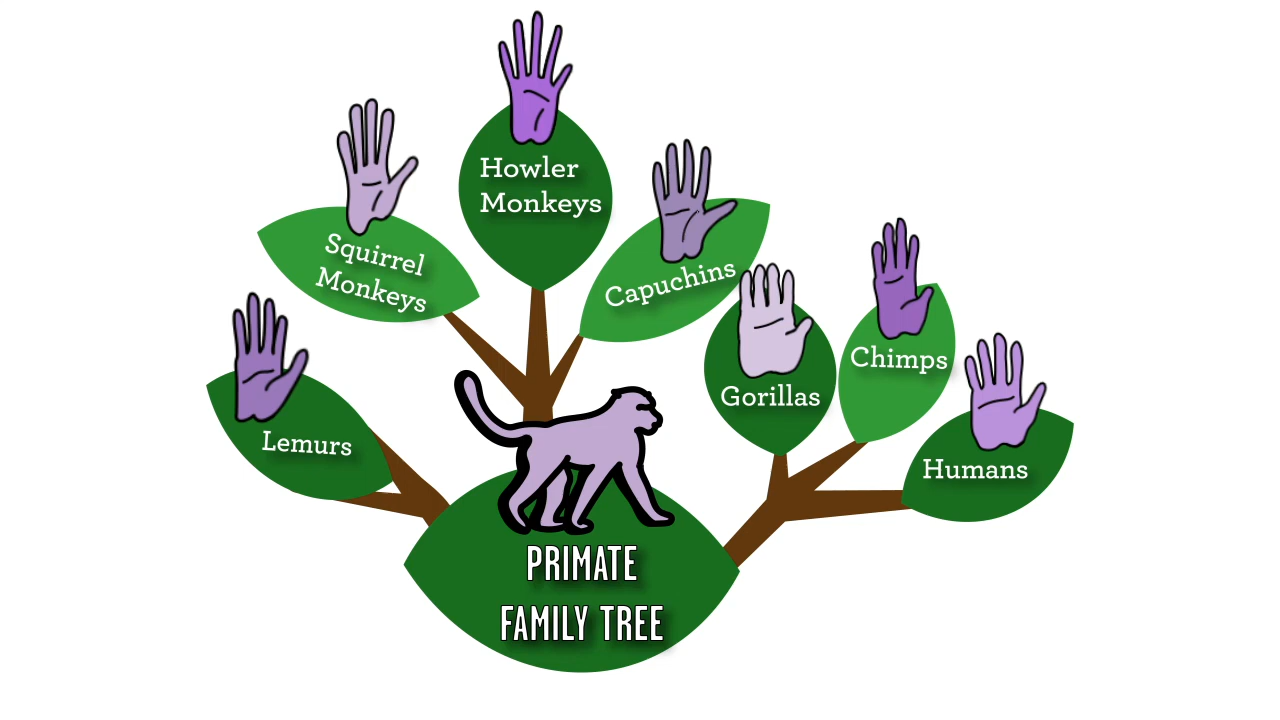 Howler
Monkeys
Squirrel
Monkeys
Capuchins
Lemurs
Gorillas
Chimps
Humans
PRIMATE
FAMILY TREE